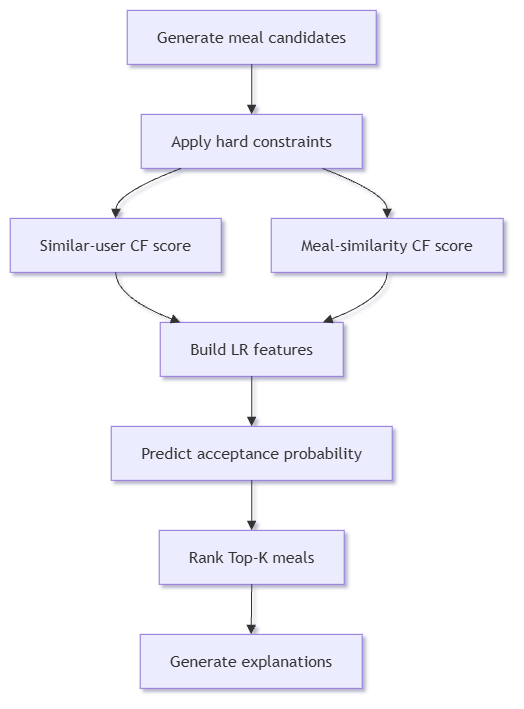 Generate meal candidates
Apply hard constraints
Similar-user CF score
Meal-similarity CF score
Build LR features
Predict acceptance probability
Rank Top-K meals
Generate explanations